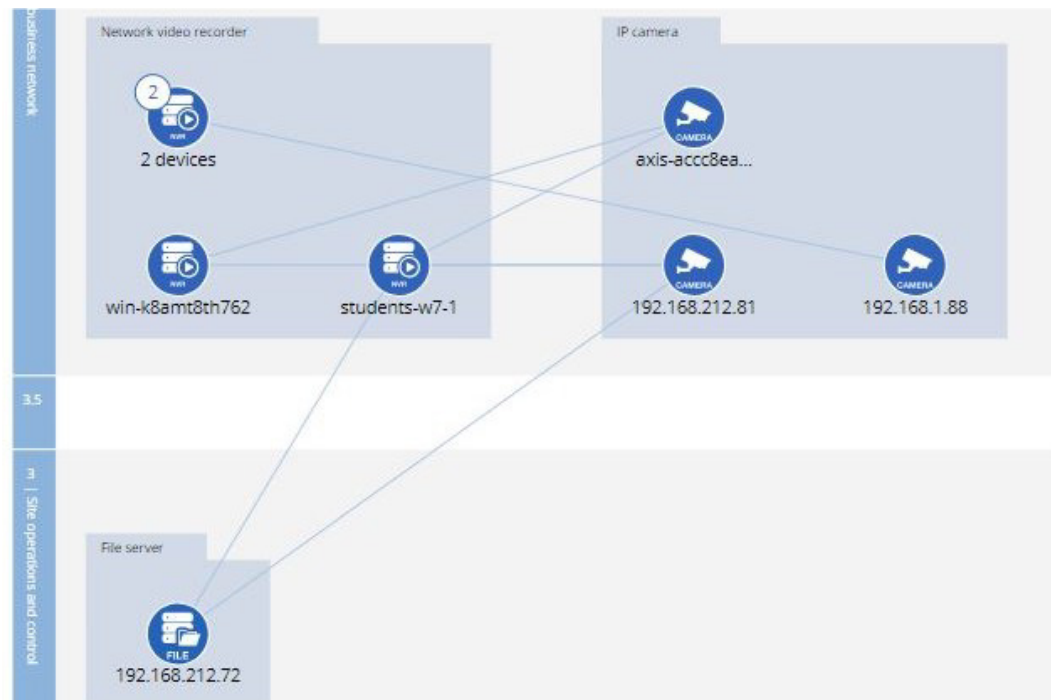 business network
Network video recorder
IP camera
2
NVR
2 devices
CAMERA
axis-accc8ea...
NVR
win-k8amt8th762
NVR
students-w7-1
CAMERA
192.168.212.81
CAMERA
192.168.1.88
3.5
3 | Site operations and control
File server
FILE
192.168.212.72